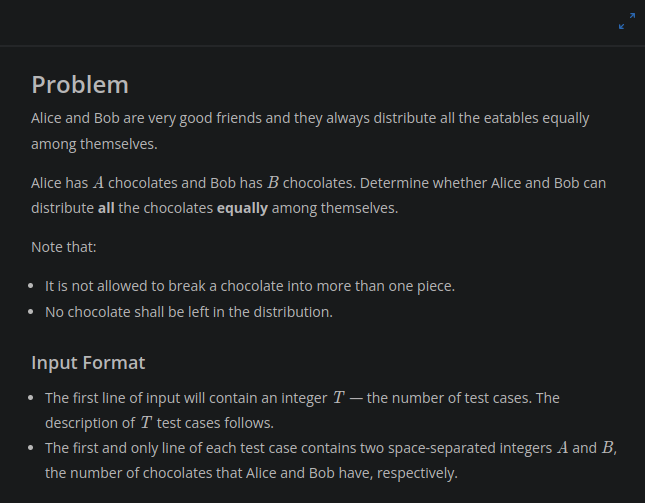 Problem
Alice and Bob are very good friends and they always distribute all the eatables equally
among themselves.
Alice has A chocolates and Bob has B chocolates. Determine whether Alice and Bob can
distribute all the chocolates equally among themselves.
Note that:
• It is not allowed to break a chocolate into more than one piece.
• No chocolate shall be left in the distribution.
Input Format
• The first line of input will contain an integer T — the number of test cases. The
description of T test cases follows.
• The first and only line of each test case contains two space-separated integers A and B,
the number of chocolates that Alice and Bob have, respectively.